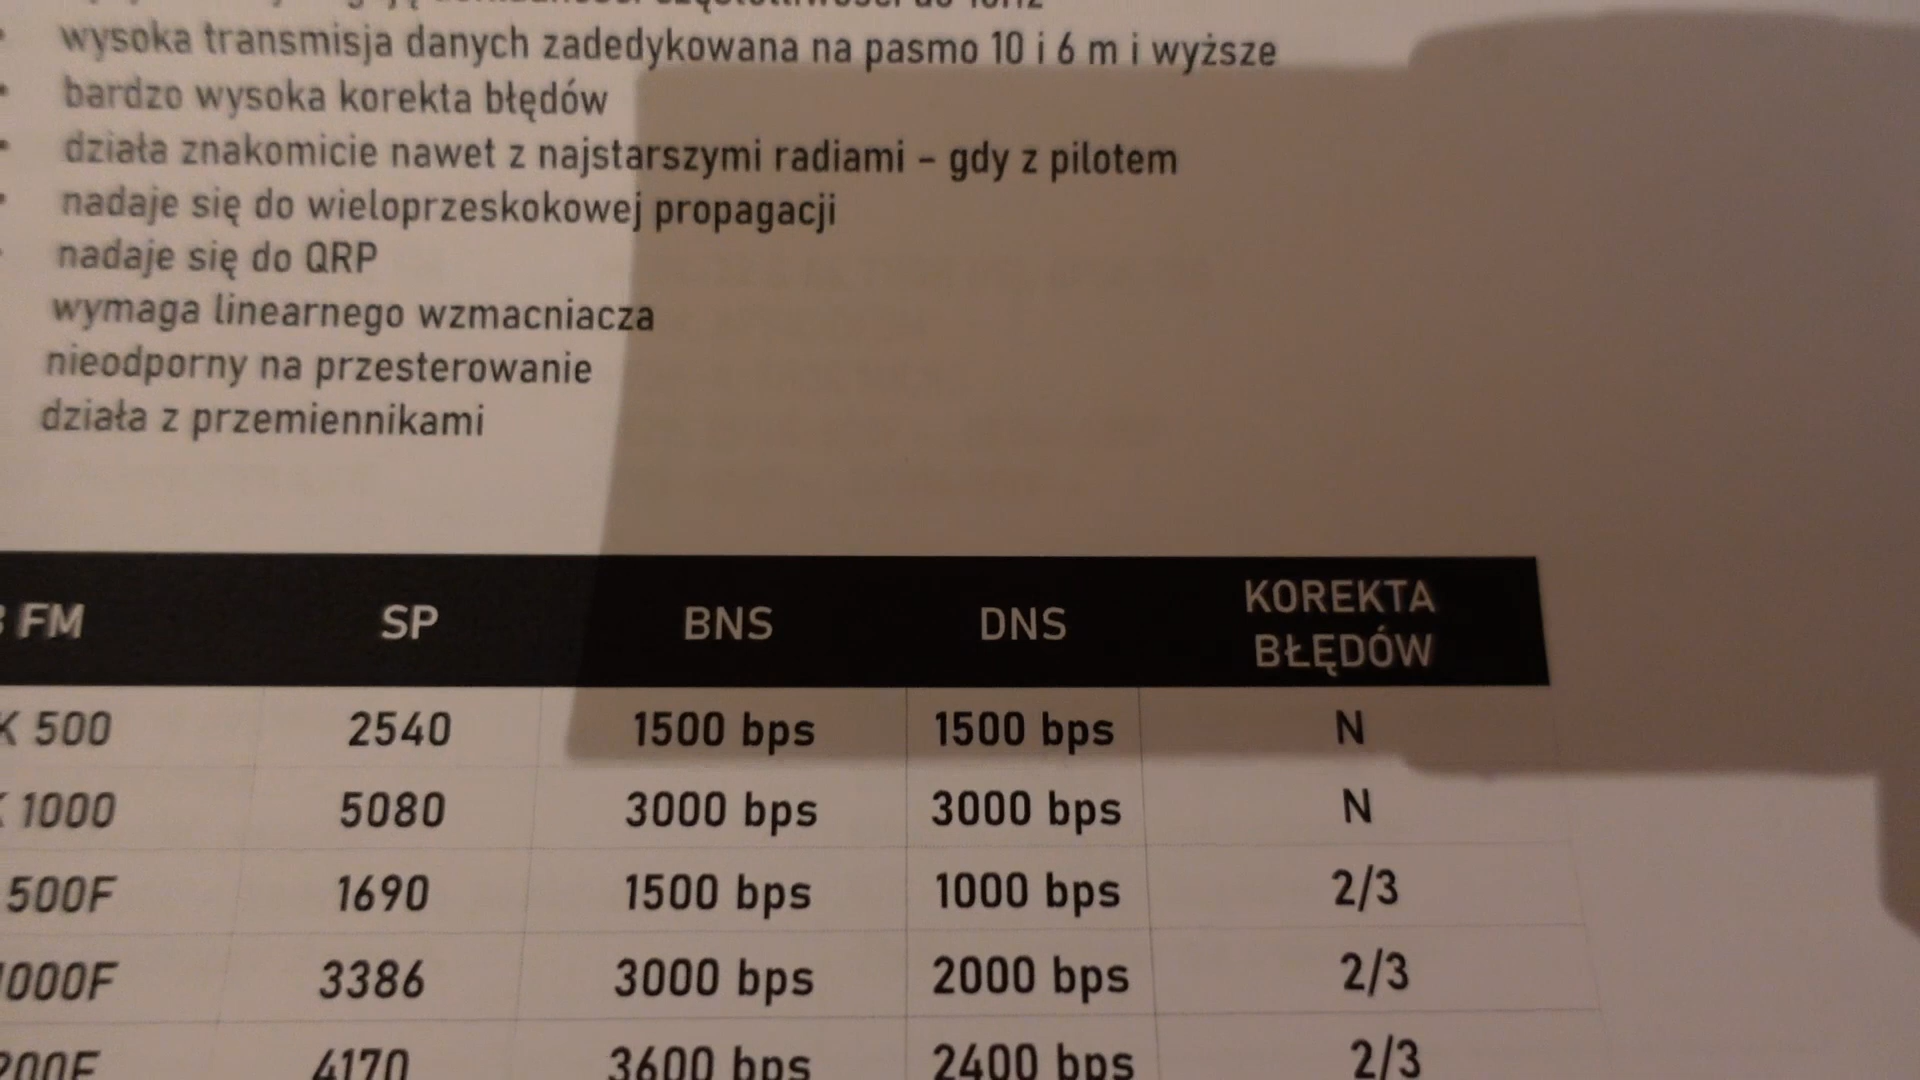 wysoka transmisja danych zadedykowana na pasmo 10 i 6 m i wyższe
bardzo wysoka korekta błędów
działa znakomicie nawet z najstarszymi radiami – gdy z pilotem
nadaje się do wieloprzeskokowej propagacji
nadaje się do QRP
wymaga linearnego wzmacniacza
nieodporny na przesterowanie
działa z przemiennikami
FM SP BNS DNS KOREKTA BŁĘDÓW
K 500 2540 1500 bps 1500 bps N
1000 5080 3000 bps 3000 bps N
500F 1690 1500 bps 1000 bps 2/3
1000F 3386 3000 bps 2000 bps 2/3
200F 4170 3600 bps 2400 bps 2/3